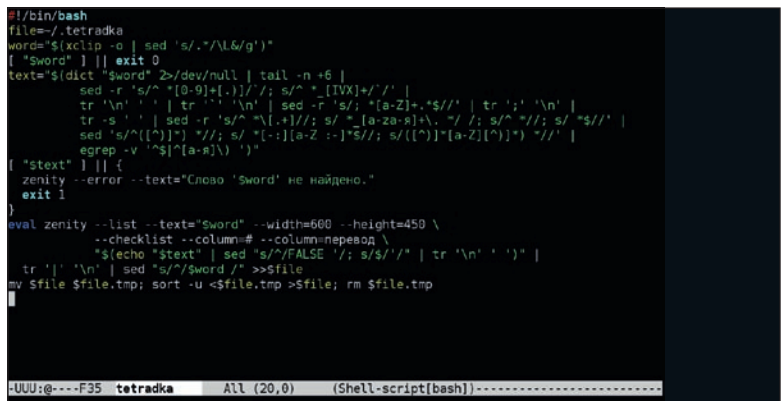 #!/bin/bash
file=~/.tetradka
word="$(xclip -o | sed 's/.*/\L&/g')"
[ "$word" ] || exit 0
text="$(dict "$word" 2>/dev/null | tail -n +6 |
sed -r 's/^ *[0-9]+[.)]/`/; s/^ *_[IVX]+/`/' |
tr '\n' ' ' | tr '`' '\n' | sed -r 's/; *[a-Z]+.*$//' | tr ';' '\n' |
tr -s ' ' | sed -r 's/^ *\[.+]//; s/ *_[a-zа-я]+\. */ /; s/^ *//; s/ *$//' |
sed 's/^([^)]*) *//; s/ *[-:][a-Z :-]*$//; s/([^)]*[a-Z][^)]*) *//' |
egrep -v '^$|^[а-я]\) ')"
[ "$text" ] || {
zenity --error --text="Слово '$word' не найдено."
exit 1
}
eval zenity --list --text="$word" --width=600 --height=450 \
--checklist --column=# --column=перевод \
"$(echo "$text" | sed "s/^/FALSE '/; s/$/'/" | tr '\n' ' ')" |
tr '|' '\n' | sed "s/^/$word /" >>$file
mv $file $file.tmp; sort -u <$file.tmp >$file; rm $file.tmp
-UUU:@----F35 tetradka All (20,0) (Shell-script[bash])--------------------------